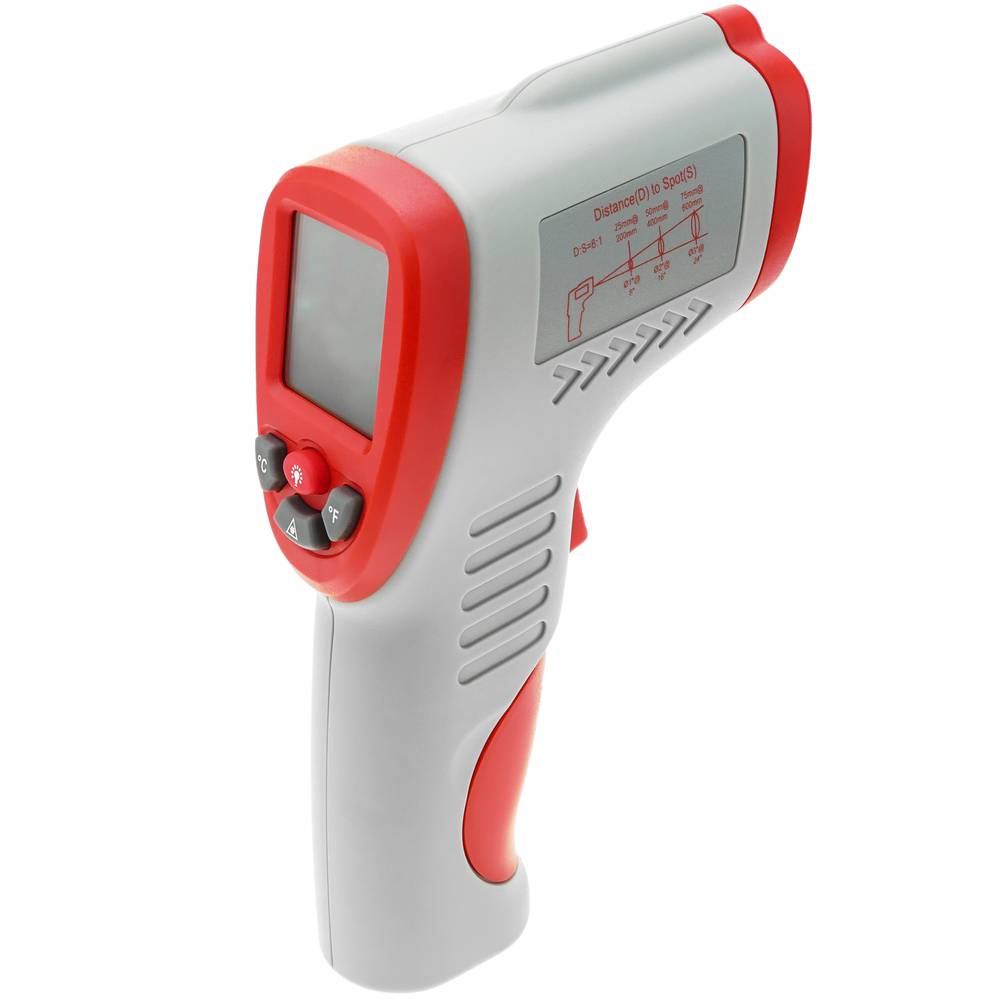 Distance(D) to Spot(S)
25mm@ 50mm@ 75mm@
200mm 400mm 600mm
D:S=8:1
Ø1"@ Ø2"@ Ø3"@
8" 16" 24"
°C
°F